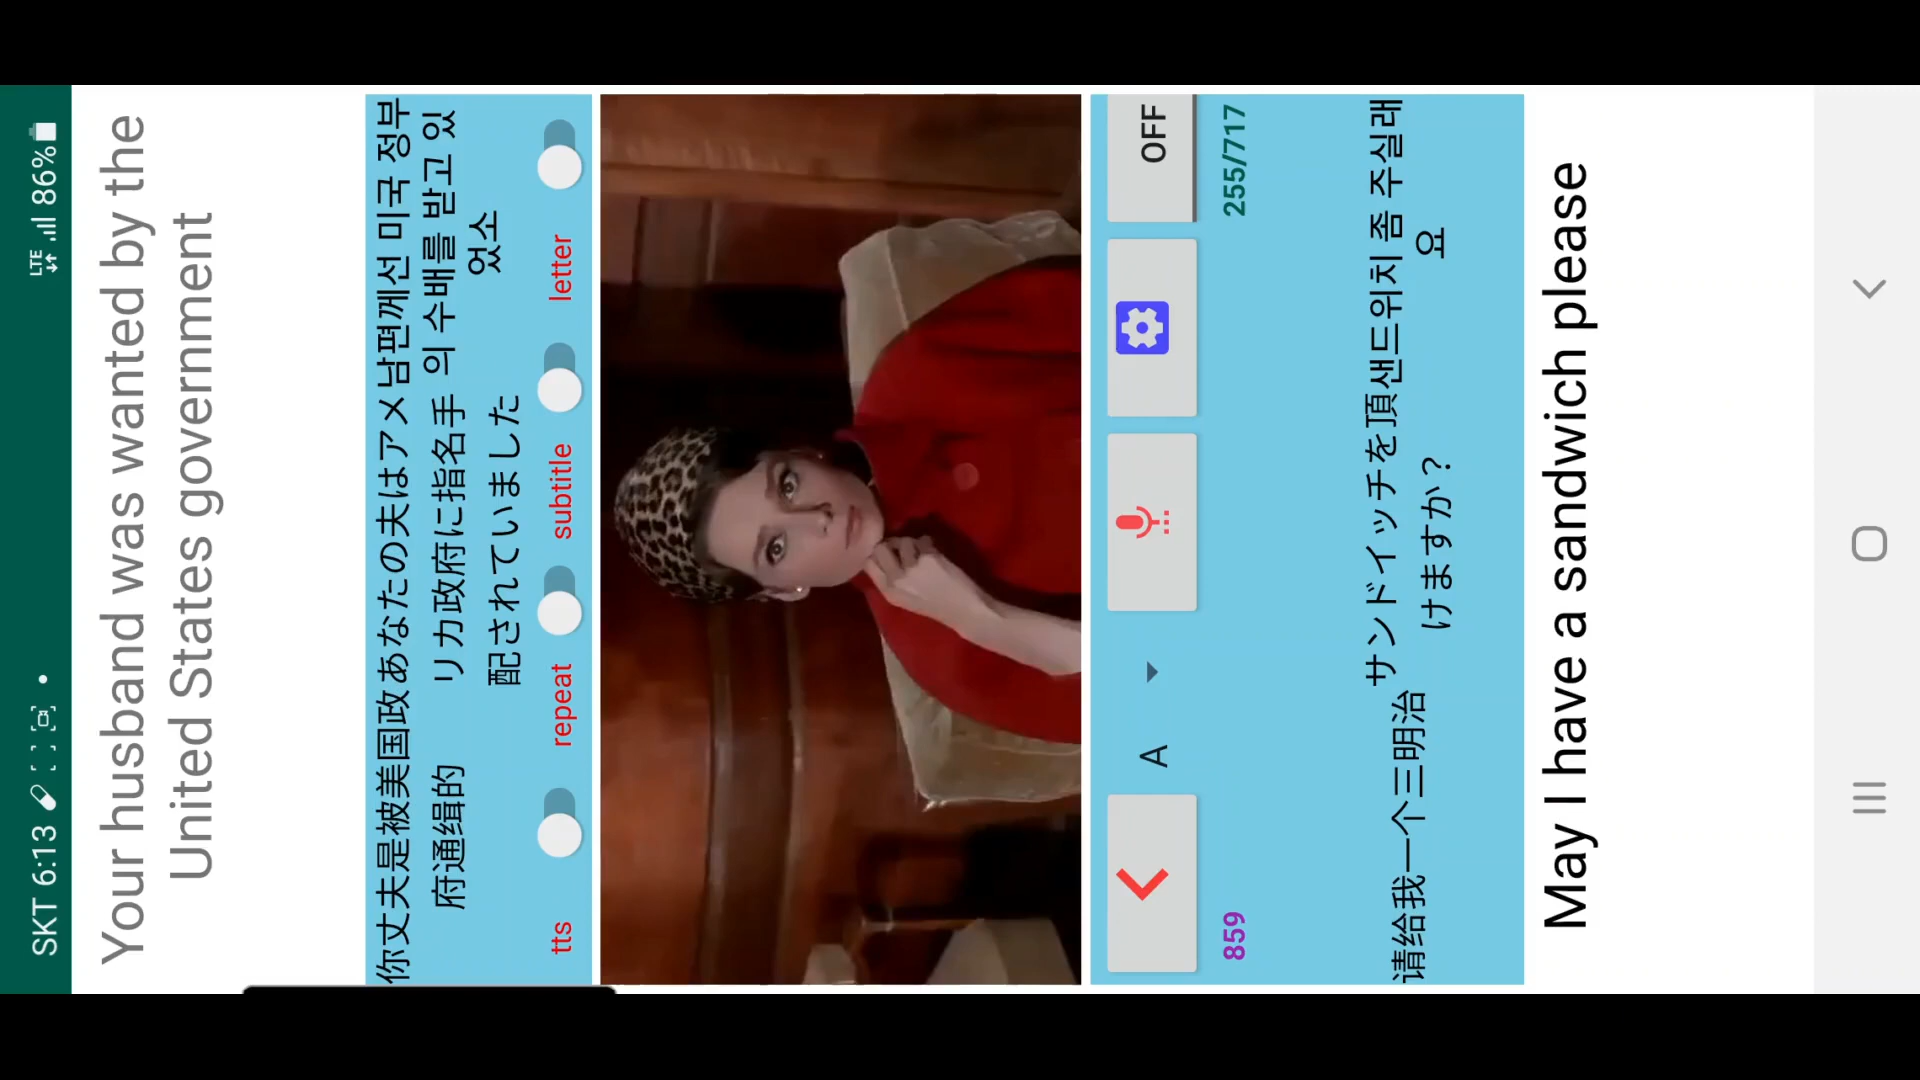 SKT 6:13
LTE 86%
Your husband was wanted by the
United States government
你丈夫是被美国政
府通缉的
あなたの夫はアメ
リカ政府に指名手
配されていました
남편께선 미국 정부
의 수배를 받고 있
었소
tts
repeat
subtitle
letter
A
OFF
859
255/717
请给我一个三明治
サンドイッチを頂
けますか？
샌드위치 좀 주실래
요
May I have a sandwich please